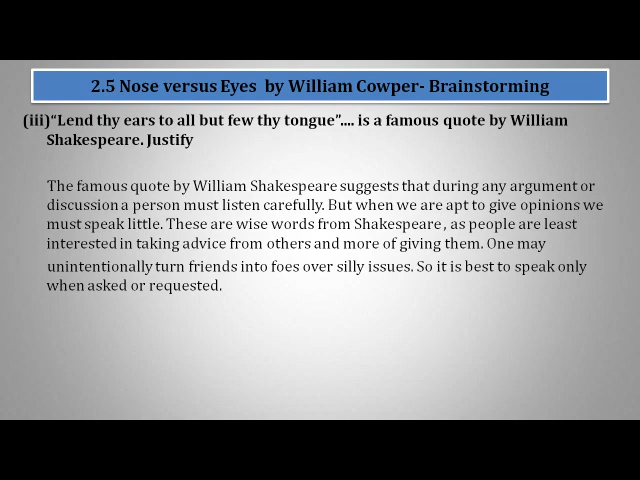 2.5 Nose versus Eyes by William Cowper- Brainstorming
(iii)“Lend thy ears to all but few thy tongue”.... is a famous quote by William
Shakespeare. Justify
The famous quote by William Shakespeare suggests that during any argument or
discussion a person must listen carefully. But when we are apt to give opinions we
must speak little. These are wise words from Shakespeare , as people are least
interested in taking advice from others and more of giving them. One may
unintentionally turn friends into foes over silly issues. So it is best to speak only
when asked or requested.